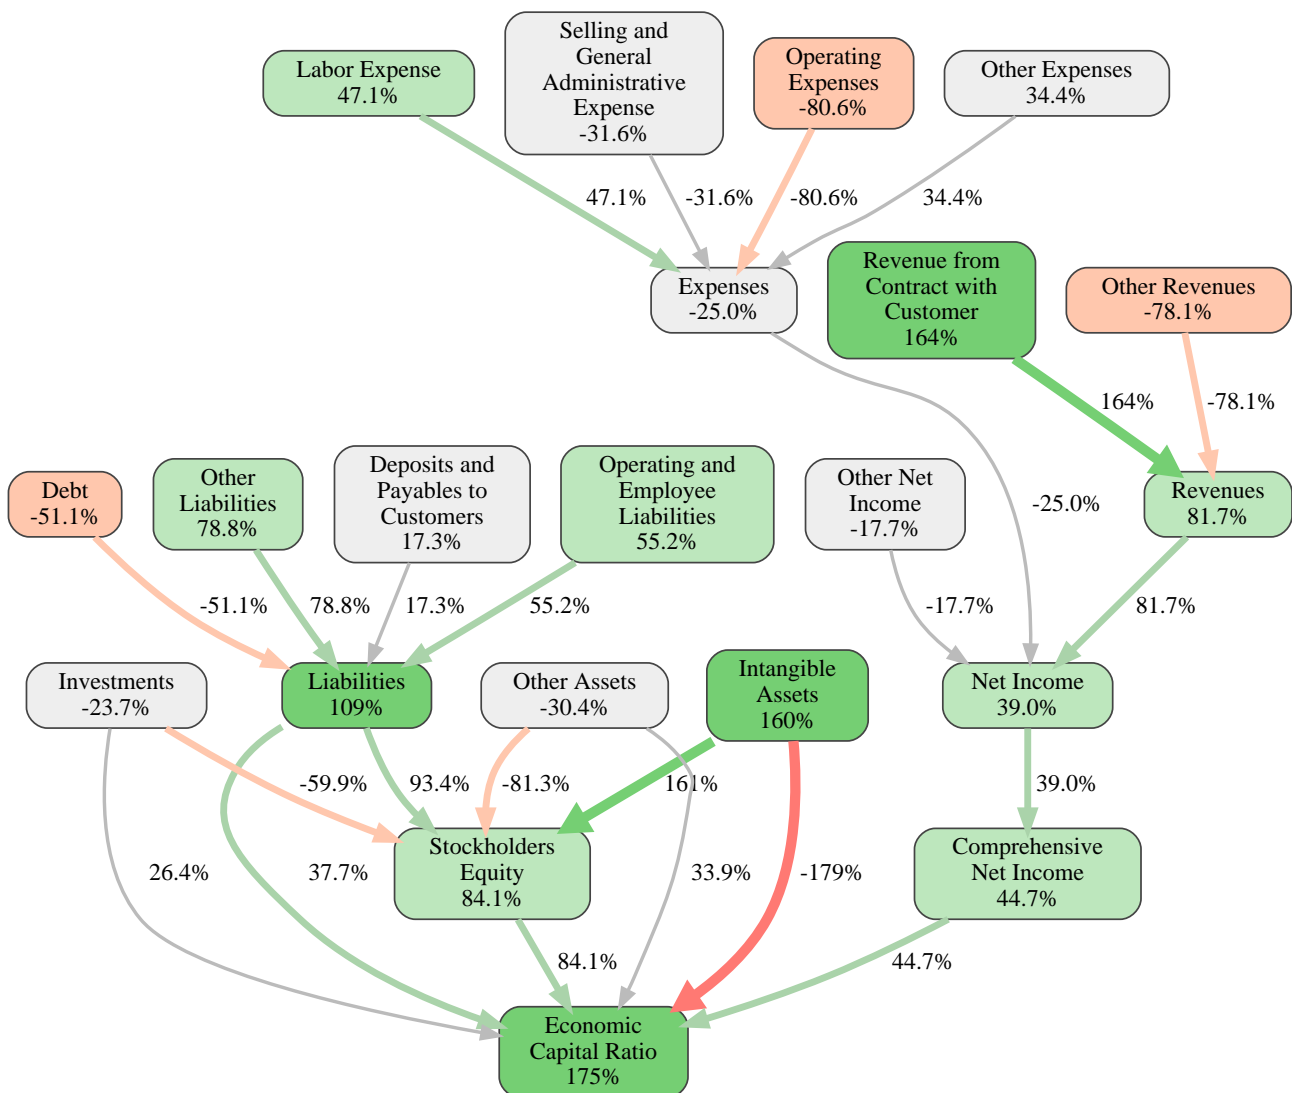 Labor Expense
47.1%
Selling and
General
Administrative
Expense
-31.6%
Operating
Expenses
-80.6%
Other Expenses
34.4%
47.1%
-31.6%
-80.6%
34.4%
Expenses
-25.0%
Revenue from
Contract with
Customer
164%
Other Revenues
-78.1%
164%
-78.1%
Debt
-51.1%
Other
Liabilities
78.8%
Deposits and
Payables to
Customers
17.3%
Operating and
Employee
Liabilities
55.2%
Other Net
Income
-17.7%
-25.0%
Revenues
81.7%
-51.1%
78.8%
17.3%
55.2%
-17.7%
81.7%
Investments
-23.7%
Liabilities
109%
Other Assets
-30.4%
Intangible
Assets
160%
Net Income
39.0%
-59.9%
93.4%
-81.3%
161%
39.0%
26.4%
37.7%
Stockholders
Equity
84.1%
33.9%
-179%
Comprehensive
Net Income
44.7%
84.1%
44.7%
Economic
Capital Ratio
175%